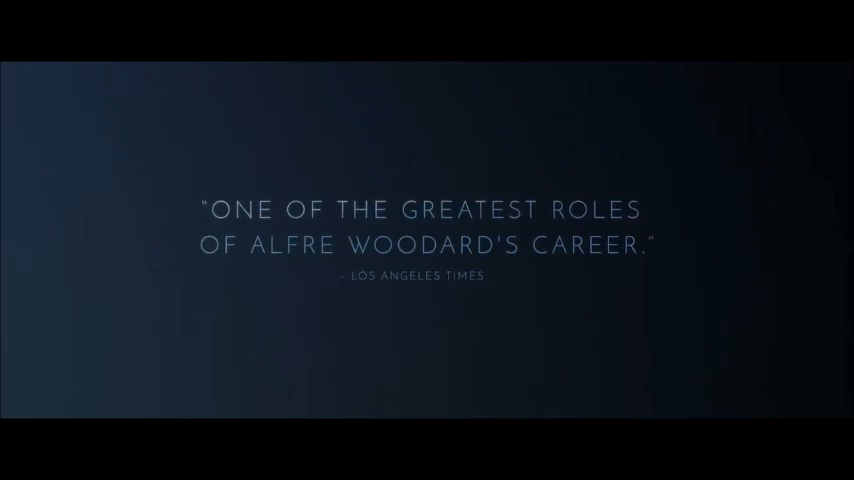 “ONE OF THE GREATEST ROLES
OF ALFRE WOODARD'S CAREER.”
- LOS ANGELES TIMES